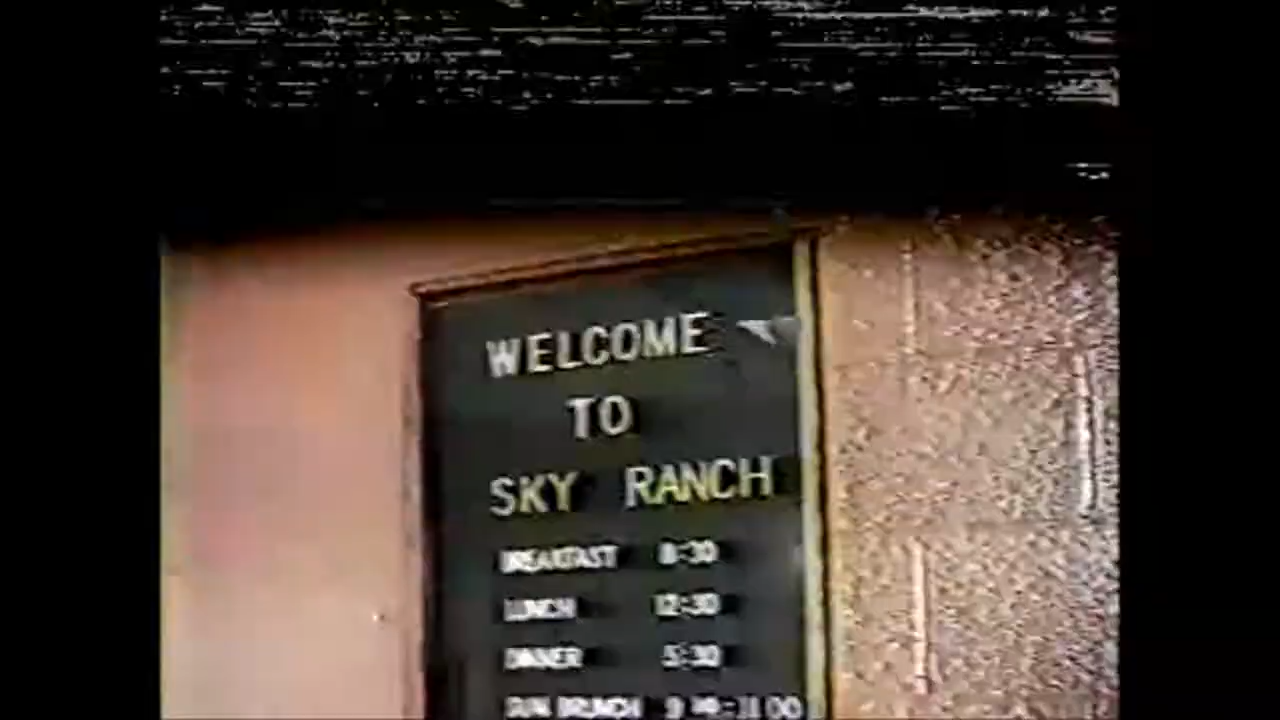 WELCOME
TO
SKY RANCH
BREAKFAST 8:30
LUNCH 12:30
DINNER 5:30
SUN BRUNCH